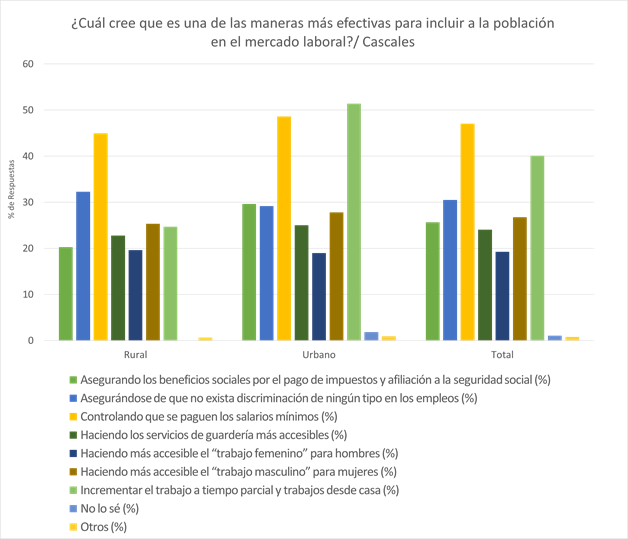 ¿Cuál cree que es una de las maneras más efectivas para incluir a la población
en el mercado laboral?/ Cascales
60
50
40
30
20
10
0
% de Respuestas
Rural
Urbano
Total
Asegurando los beneficios sociales por el pago de impuestos y afiliación a la seguridad social (%)
Asegurándose de que no exista discriminación de ningún tipo en los empleos (%)
Controlando que se paguen los salarios mínimos (%)
Haciendo los servicios de guardería más accesibles (%)
Haciendo más accesible el “trabajo femenino” para hombres (%)
Haciendo más accesible el “trabajo masculino” para mujeres (%)
Incrementar el trabajo a tiempo parcial y trabajos desde casa (%)
No lo sé (%)
Otros (%)